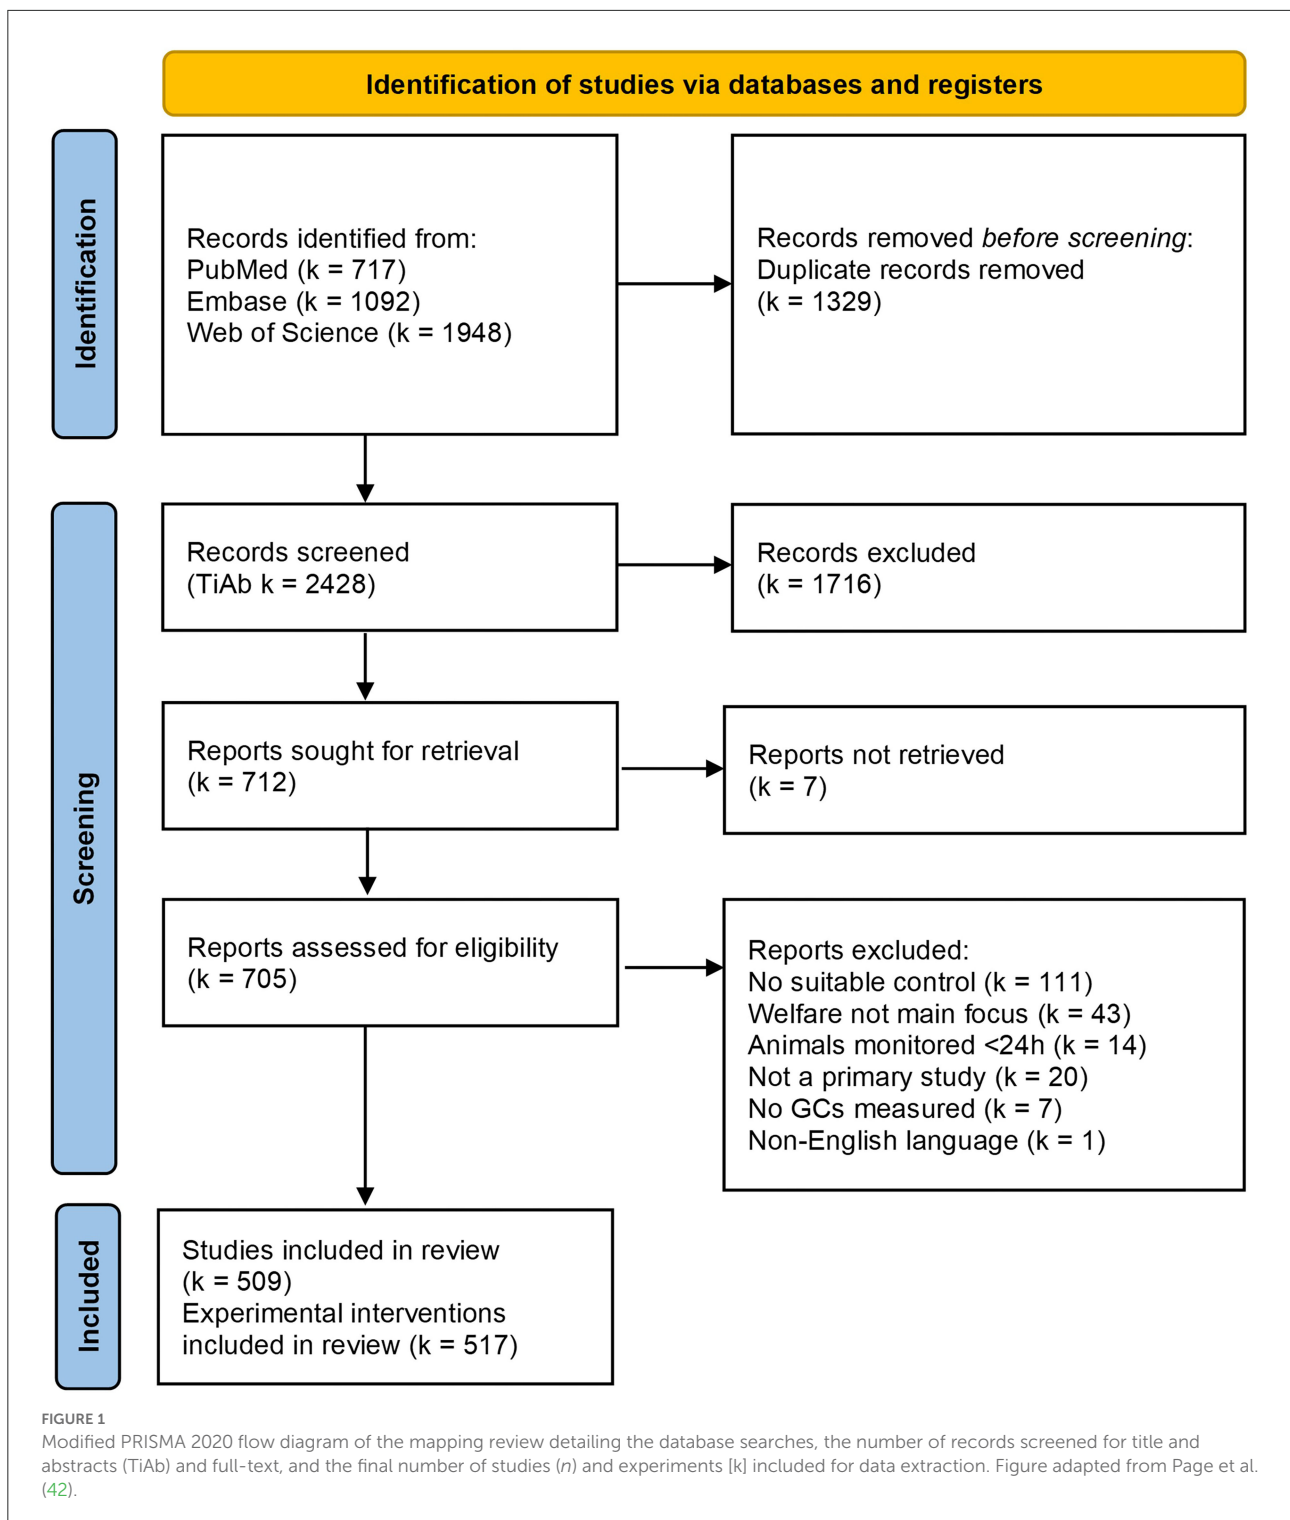 Identification of studies via databases and registers
Identification
Records identified from:
PubMed (k = 717)
Embase (k = 1092)
Web of Science (k = 1948)
Records removed before screening:
Duplicate records removed
(k = 1329)
Screening
Records screened
(TiAb k = 2428)
Records excluded
(k = 1716)
Reports sought for retrieval
(k = 712)
Reports not retrieved
(k = 7)
Reports assessed for eligibility
(k = 705)
Reports excluded:
No suitable control (k = 111)
Welfare not main focus (k = 43)
Animals monitored <24h (k = 14)
Not a primary study (k = 20)
No GCs measured (k = 7)
Non-English language (k = 1)
Included
Studies included in review
(k = 509)
Experimental interventions
included in review (k = 517)
FIGURE 1
Modified PRISMA 2020 flow diagram of the mapping review detailing the database searches, the number of records screened for title and
abstracts (TiAb) and full-text, and the final number of studies (n) and experiments [k] included for data extraction. Figure adapted from Page et al.
(42).